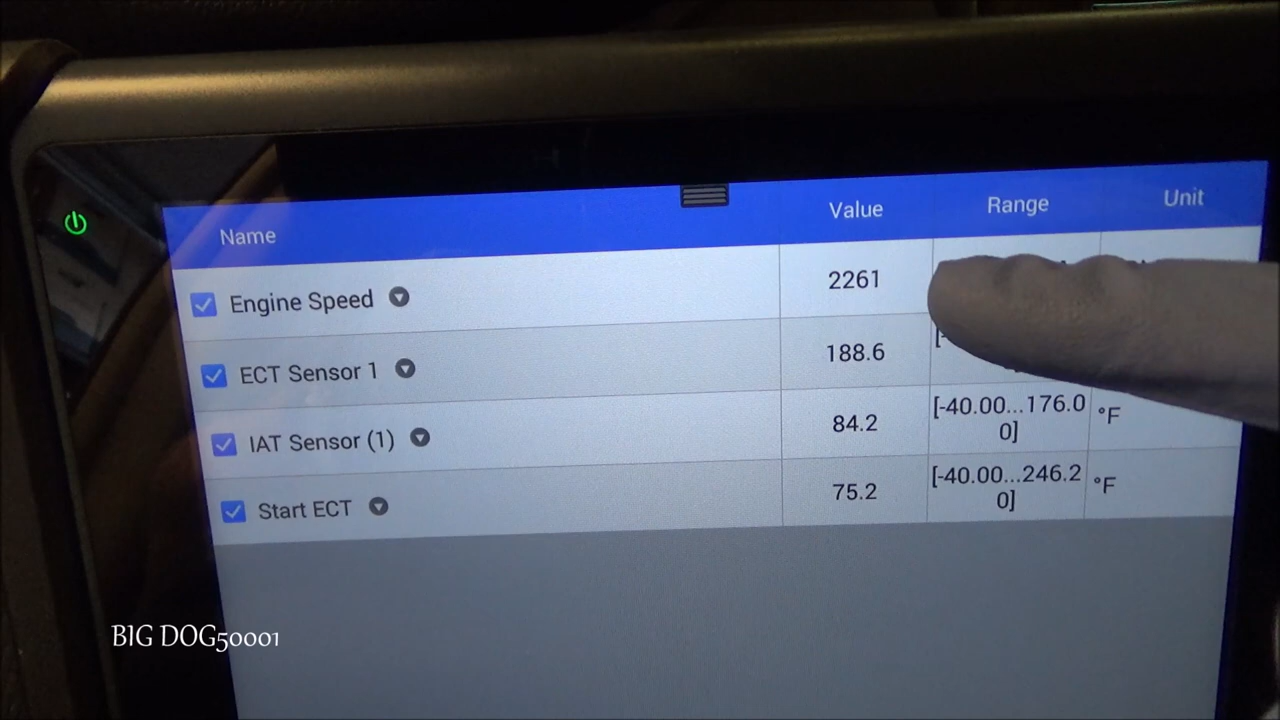 Name Value Range Unit
Engine Speed 2261
ECT Sensor 1 188.6
IAT Sensor (1) 84.2 [-40.00...176.0
0] °F
Start ECT 75.2 [-40.00...246.2
0] °F
BIG DOG50001